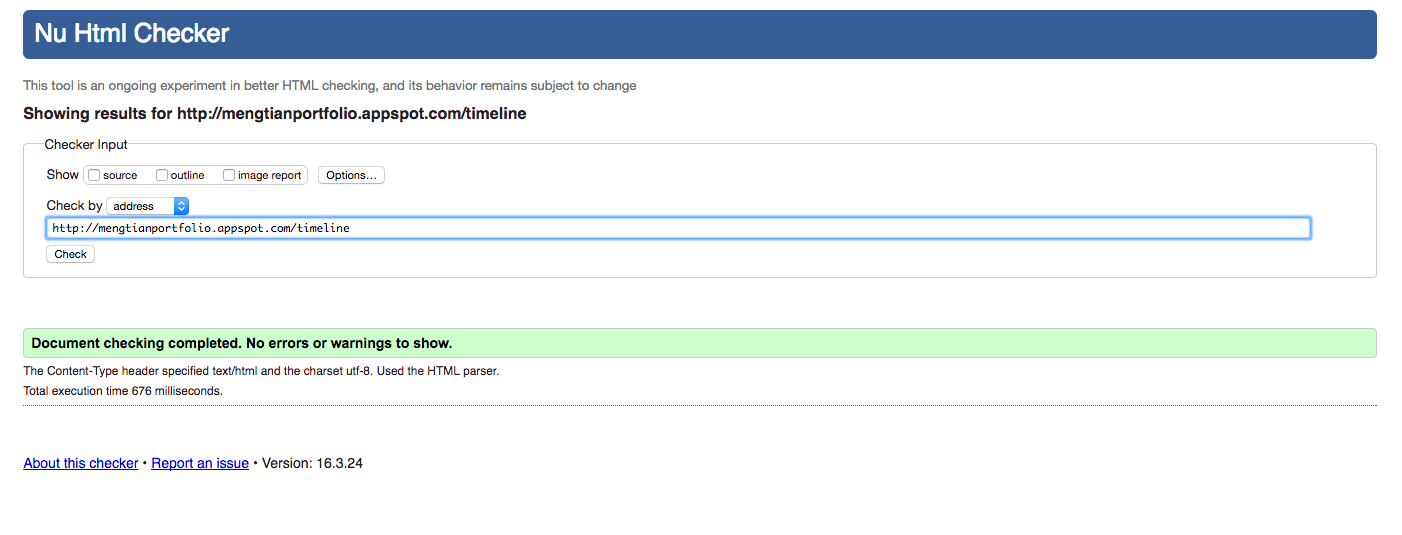 Nu Html Checker
This tool is an ongoing experiment in better HTML checking, and its behavior remains subject to change
Showing results for http://mengtianportfolio.appspot.com/timeline
Checker Input
Show source outline image report Options...
Check by address
http://mengtianportfolio.appspot.com/timeline
Check
Document checking completed. No errors or warnings to show.
The Content-Type header specified text/html and the charset utf-8. Used the HTML parser.
Total execution time 676 milliseconds.
About this checker • Report an issue • Version: 16.3.24